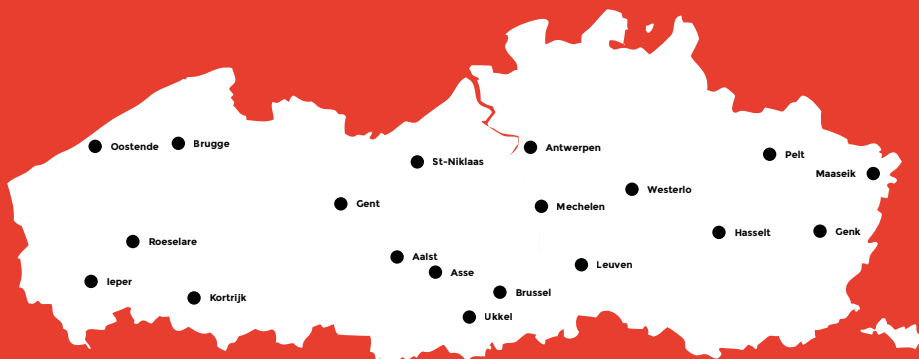 Oostende
Brugge
Antwerpen
Pelt
St-Niklaas
Maaseik
Westerlo
Gent
Mechelen
Hasselt
Genk
Roeselare
Aalst
Leuven
Asse
Ieper
Brussel
Kortrijk
Ukkel